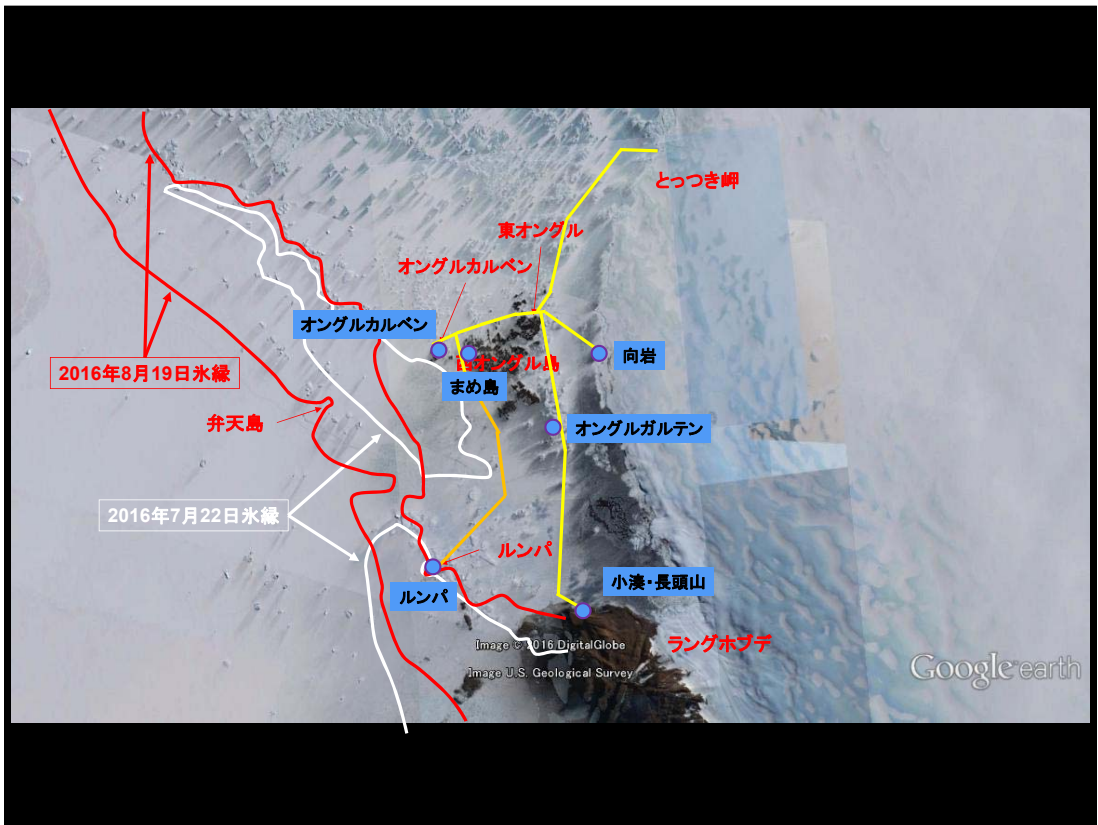 とっつき岬
東オングル
オングルカルベン
オングルカルベン
向岩
西オングル島
2016年8月19日氷縁
まめ島
弁天島
オングルガルテン
2016年7月22日氷縁
ルンパ
小湊・長頭山
ルンパ
ラングホブデ
Image © 2016 DigitalGlobe
Image U.S. Geological Survey
Google earth